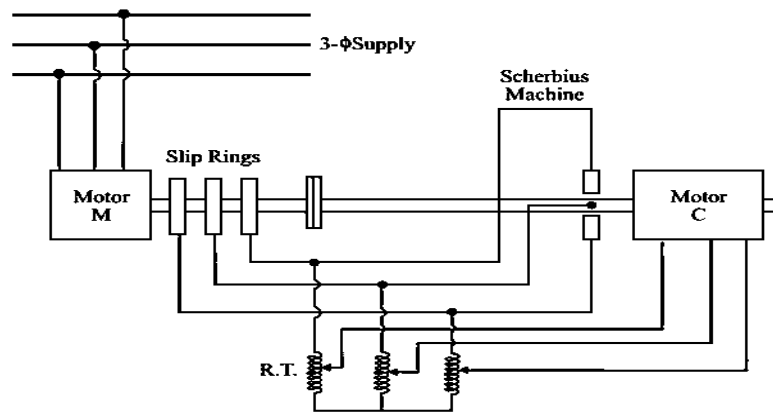 3-ϕSupply
Scherbius
Machine
Slip Rings
Motor
M
Motor
C
R.T.